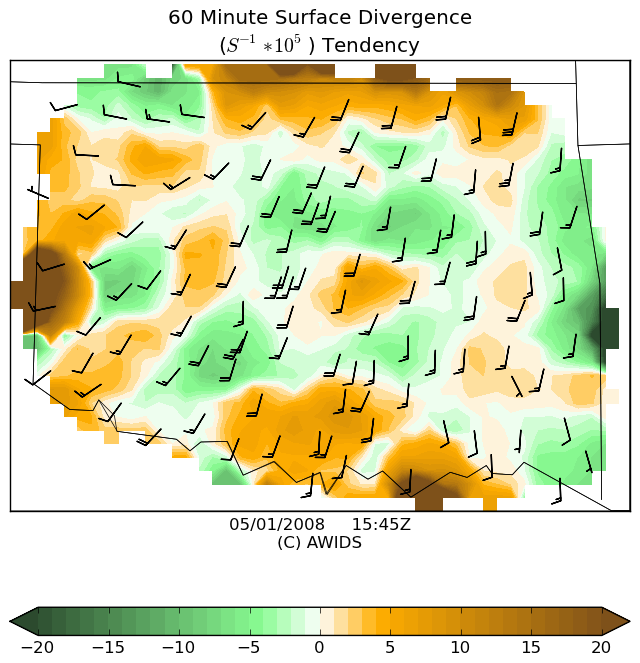 60 Minute Surface Divergence
(S⁻¹ * 10⁵ ) Tendency
05/01/2008 15:45Z
(C) AWIDS
−20 −15 −10 −5 0 5 10 15 20